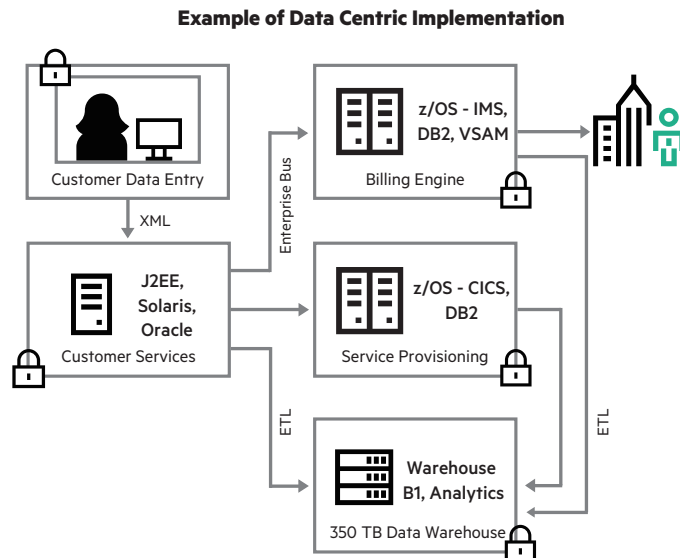 Example of Data Centric Implementation
Customer Data Entry
XML
J2EE,
Solaris,
Oracle
Customer Services
Enterprise Bus
z/OS - IMS,
DB2, VSAM
Billing Engine
z/OS - CICS,
DB2
Service Provisioning
ETL
ETL
Warehouse
B1, Analytics
350 TB Data Warehouse